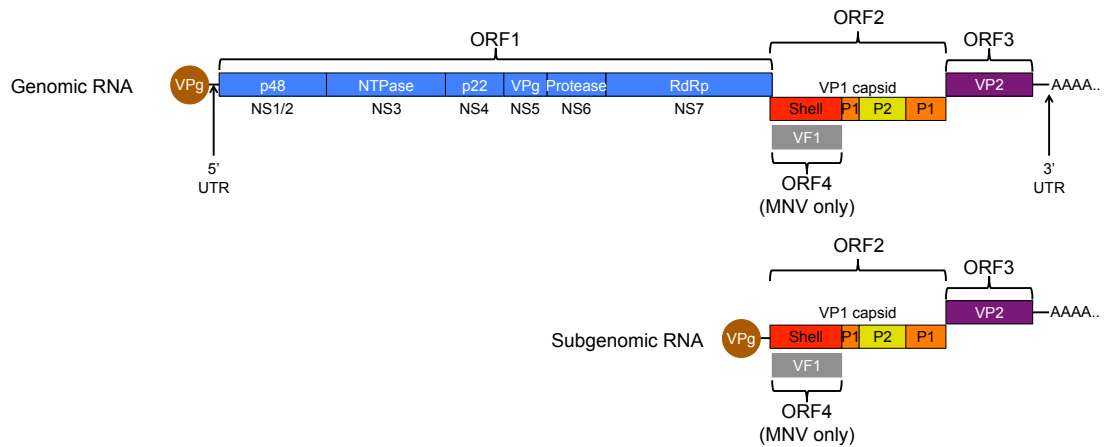 ORF1
ORF2
ORF3
Genomic RNA
VPg
p48
NTPase
p22
VPg
Protease
RdRp
VP1 capsid
VP2
AAAA..
NS1/2
NS3
NS4
NS5
NS6
NS7
Shell
P1
P2
P1
VF1
5’
UTR
3’
UTR
ORF4
(MNV only)
ORF2
ORF3
VP1 capsid
VP2
AAAA..
Subgenomic RNA
VPg
Shell
P1
P2
P1
VF1
ORF4
(MNV only)